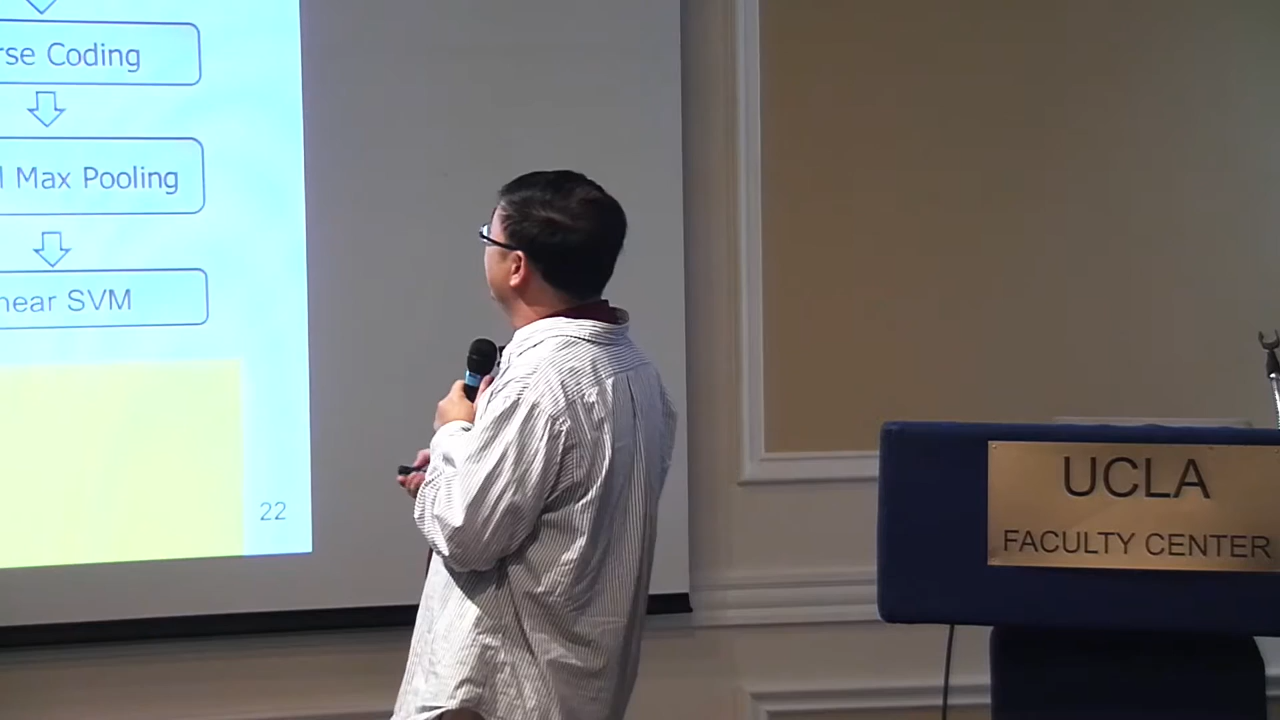 rse Coding
l Max Pooling
near SVM
22
UCLA
FACULTY CENTER